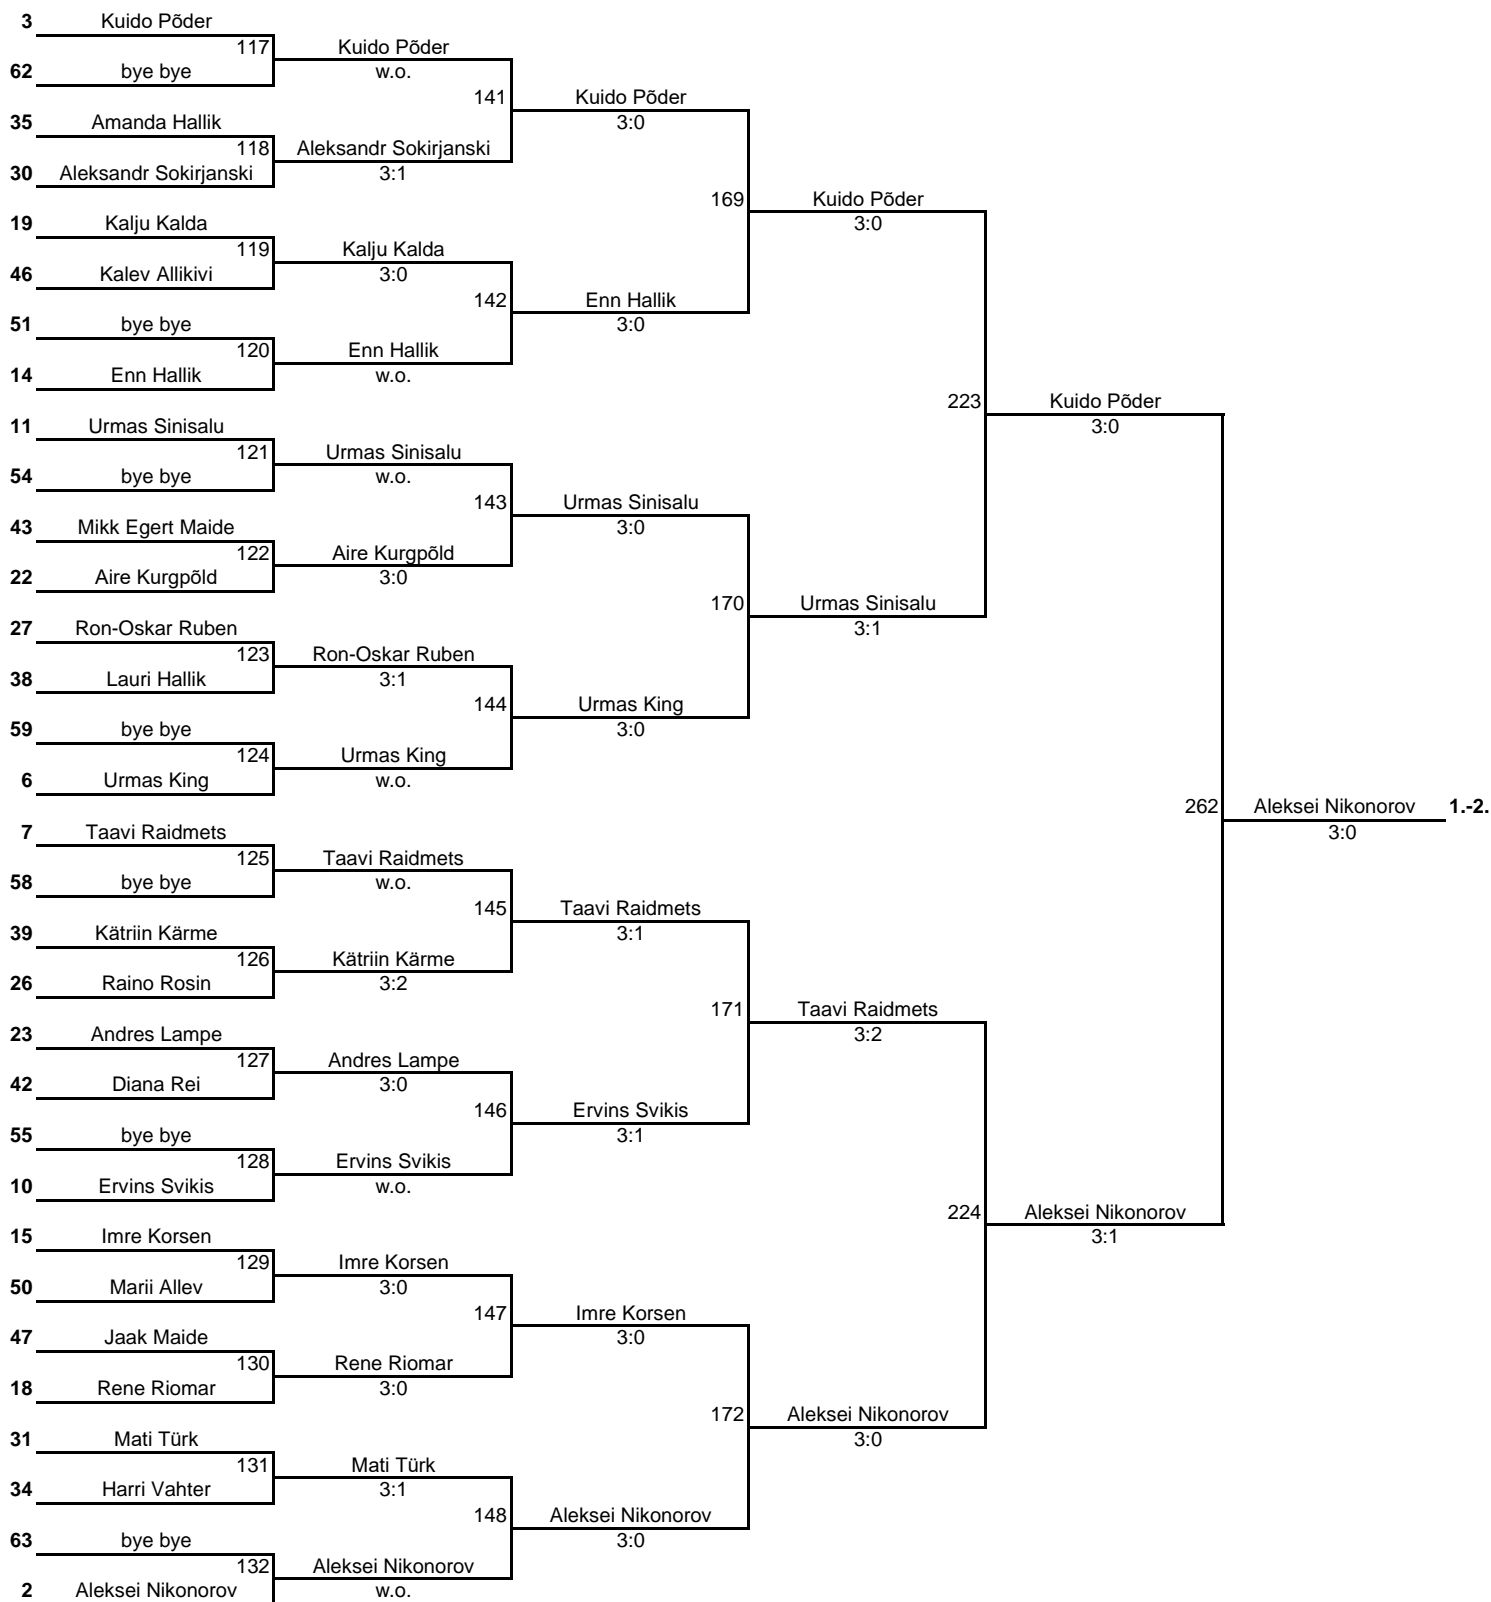 3 Kuido Põder
117 Kuido Põder
62 bye bye w.o.
141 Kuido Põder
35 Amanda Hallik 3:0
118 Aleksandr Sokirjanski
30 Aleksandr Sokirjanski 3:1
169 Kuido Põder
19 Kalju Kalda 3:0
119 Kalju Kalda
46 Kalev Allikivi 3:0
142 Enn Hallik
51 bye bye 3:0
120 Enn Hallik
14 Enn Hallik w.o.
223 Kuido Põder
11 Urmas Sinisalu 3:0
121 Urmas Sinisalu
54 bye bye w.o.
143 Urmas Sinisalu
43 Mikk Egert Maide 3:0
122 Aire Kurgpõld
22 Aire Kurgpõld 3:0
170 Urmas Sinisalu
27 Ron-Oskar Ruben 3:1
123 Ron-Oskar Ruben
38 Lauri Hallik 3:1
144 Urmas King
59 bye bye 3:0
124 Urmas King
6 Urmas King w.o.
262 Aleksei Nikonorov 1.-2.
7 Taavi Raidmets 3:0
125 Taavi Raidmets
58 bye bye w.o.
145 Taavi Raidmets
39 Kätriin Kärme 3:1
126 Kätriin Kärme
26 Raino Rosin 3:2
171 Taavi Raidmets
23 Andres Lampe 3:2
127 Andres Lampe
42 Diana Rei 3:0
146 Ervins Svikis
55 bye bye 3:1
128 Ervins Svikis
10 Ervins Svikis w.o.
224 Aleksei Nikonorov
15 Imre Korsen 3:1
129 Imre Korsen
50 Marii Allev 3:0
147 Imre Korsen
47 Jaak Maide 3:0
130 Rene Riomar
18 Rene Riomar 3:0
172 Aleksei Nikonorov
31 Mati Türk 3:0
131 Mati Türk
34 Harri Vahter 3:1
148 Aleksei Nikonorov
63 bye bye 3:0
132 Aleksei Nikonorov
2 Aleksei Nikonorov w.o.